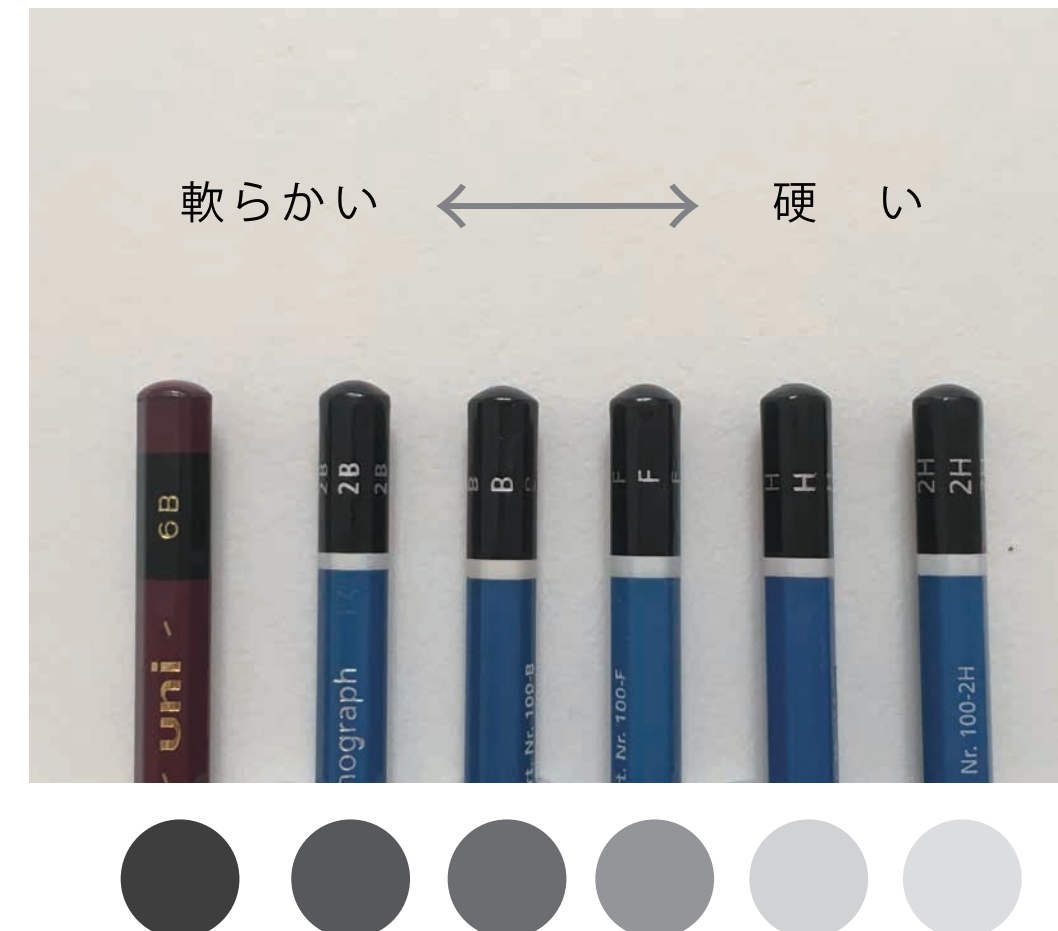 軟らかい
硬い
6B
2B 2B 2B
B B
F F F
H H
2H 2H
uni
nograph
t. Nr. 100-B
t. Nr. 100-F
Nr. 100-2H